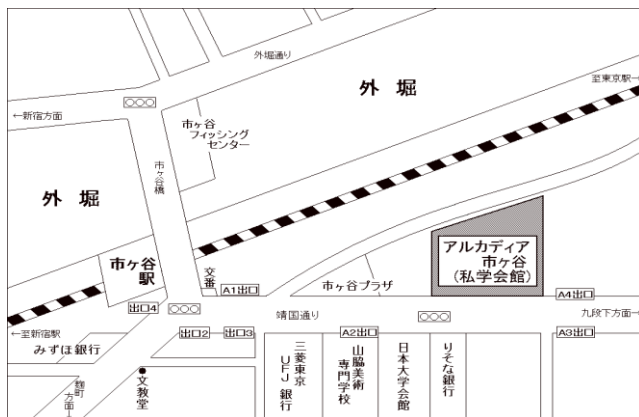 外堀通り
至東京駅→
外 堀
○○○
←新宿方面
市ヶ谷
フィッシング
センター
市ヶ谷橋
外 堀
市ヶ谷
駅
交番
A1出口
市ヶ谷プラザ
アルカディア
市ヶ谷
(私学会館)
A4出口
出口4
○○○
靖国通り
○○○
九段下方面→
←至新宿駅
出口2
出口3
A2出口
A3出口
みずほ銀行
麹町
方面→
文教堂
三菱東京
UFJ 銀行
山脇美術
専門学校
日本大学会館
りそな銀行